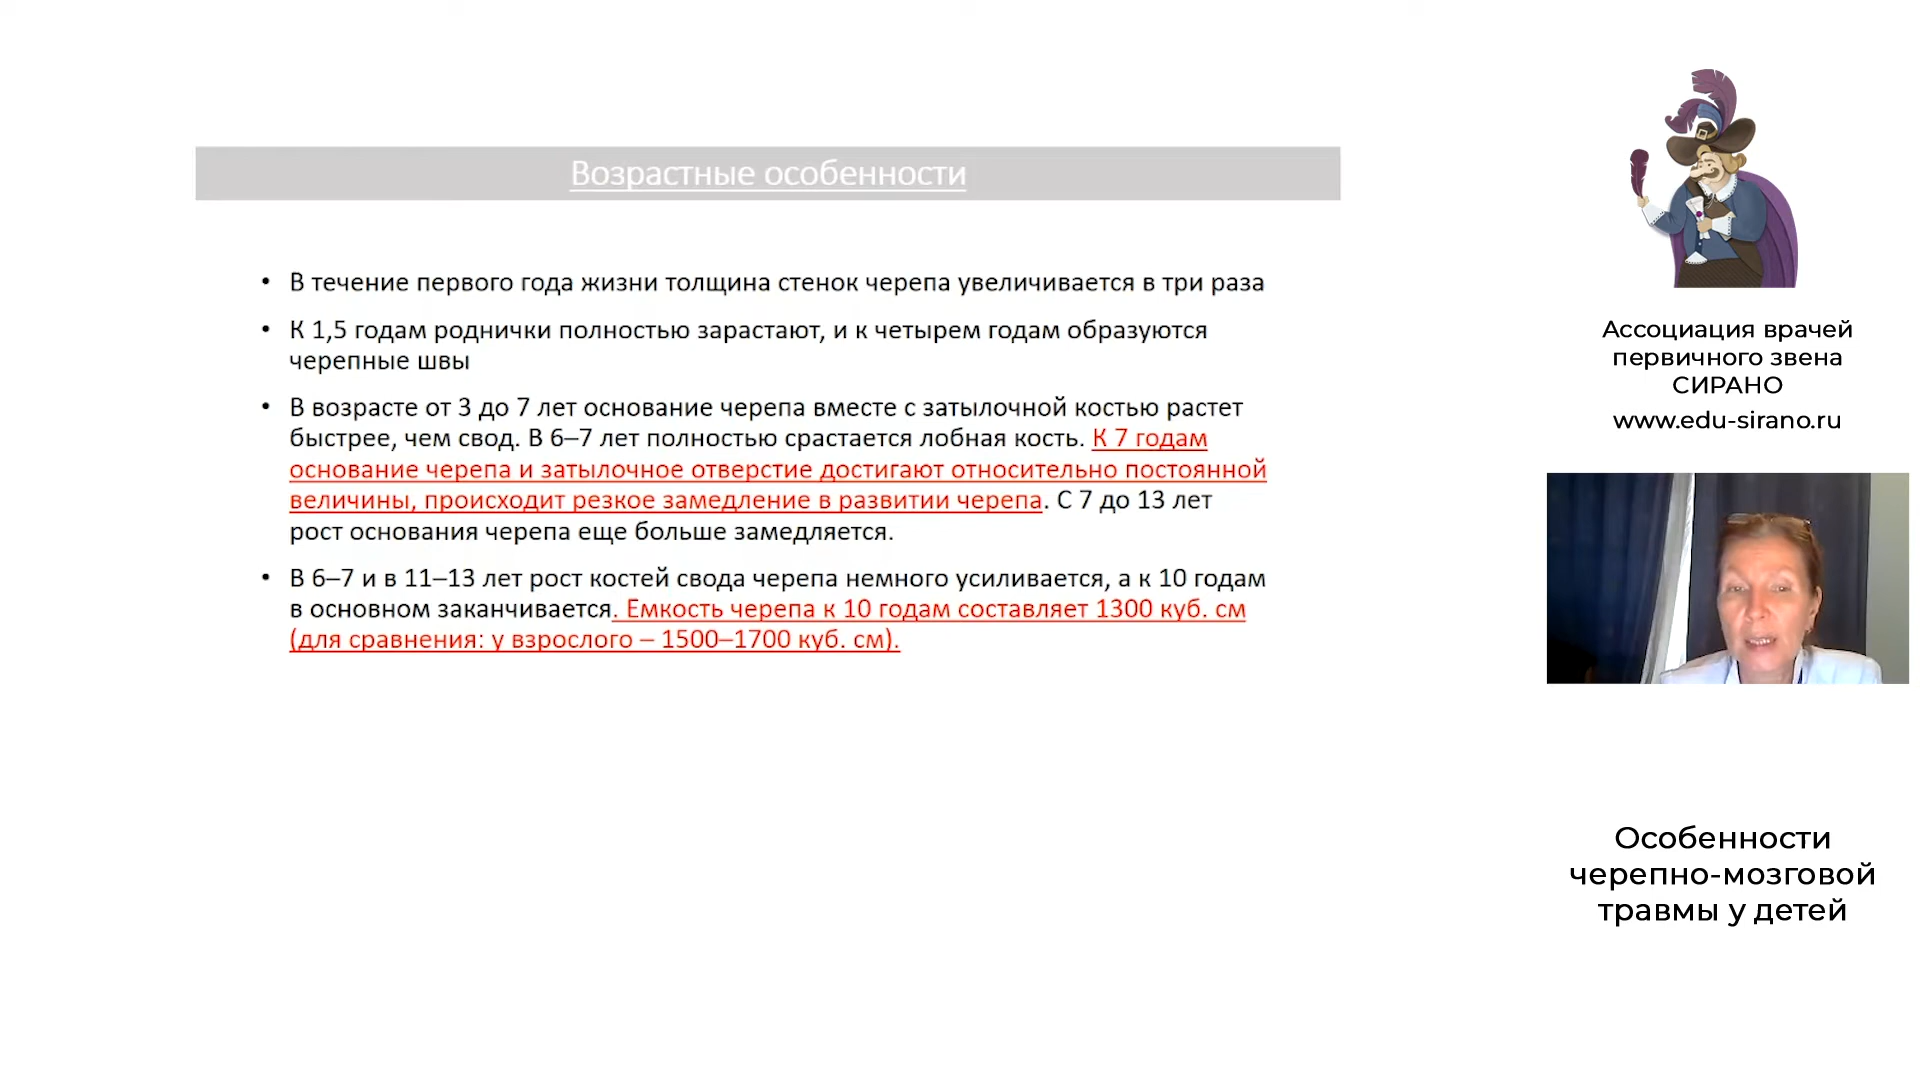 Возрастные особенности
• В течение первого года жизни толщина стенок черепа увеличивается в три раза
• К 1,5 годам роднички полностью зарастают, и к четырем годам образуются
черепные швы
• В возрасте от 3 до 7 лет основание черепа вместе с затылочной костью растет
быстрее, чем свод. В 6–7 лет полностью срастается лобная кость. К 7 годам
основание черепа и затылочное отверстие достигают относительно постоянной
величины, происходит резкое замедление в развитии черепа. С 7 до 13 лет
рост основания черепа еще больше замедляется.
• В 6–7 и в 11–13 лет рост костей свода черепа немного усиливается, а к 10 годам
в основном заканчивается. Емкость черепа к 10 годам составляет 1300 куб. см
(для сравнения: у взрослого – 1500–1700 куб. см).
Ассоциация врачей
первичного звена
СИРАНО
www.edu-sirano.ru
Особенности
черепно-мозговой
травмы у детей